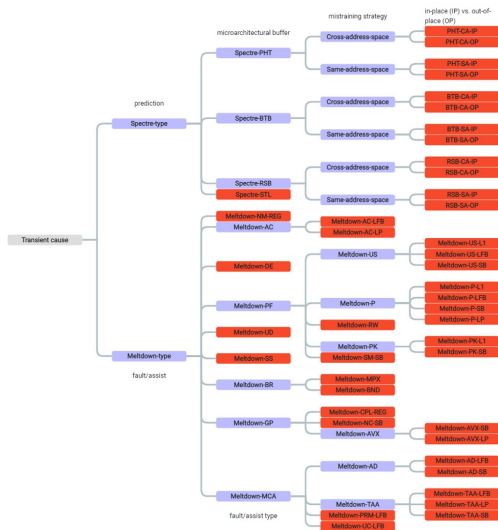 microarchitectural buffer
mistraining strategy
in-place (IP) vs. out-of-
place (OP)
prediction
Transient cause
Spectre-type
Spectre-PHT
Cross-address-space
PHT-CA-IP
PHT-CA-OP
Same-address-space
PHT-SA-IP
PHT-SA-OP
Spectre-BTB
Cross-address-space
BTB-CA-IP
BTB-CA-OP
Same-address-space
BTB-SA-IP
BTB-SA-OP
Spectre-RSB
Cross-address-space
RSB-CA-IP
RSB-CA-OP
Same-address-space
RSB-SA-IP
RSB-SA-OP
Spectre-STL
Meltdown-type
fault/assist
Meltdown-NM-REG
Meltdown-AC
Meltdown-AC-LFB
Meltdown-AC-LP
Meltdown-DE
Meltdown-PF
Meltdown-US
Meltdown-US-L1
Meltdown-US-LFB
Meltdown-US-SB
Meltdown-P
Meltdown-P-L1
Meltdown-P-LFB
Meltdown-P-SB
Meltdown-P-LP
Meltdown-RW
Meltdown-PK
Meltdown-PK-L1
Meltdown-PK-SB
Meltdown-SM-SB
Meltdown-UD
Meltdown-SS
Meltdown-BR
Meltdown-MPX
Meltdown-BND
Meltdown-GP
Meltdown-CPL-REG
Meltdown-NC-SB
Meltdown-AVX
Meltdown-AVX-SB
Meltdown-AVX-LP
Meltdown-MCA
fault/assist type
Meltdown-AD
Meltdown-AD-LFB
Meltdown-AD-SB
Meltdown-TAA
Meltdown-TAA-LFB
Meltdown-TAA-LP
Meltdown-TAA-SB
Meltdown-PRM-LFB
Meltdown-UC-LFB